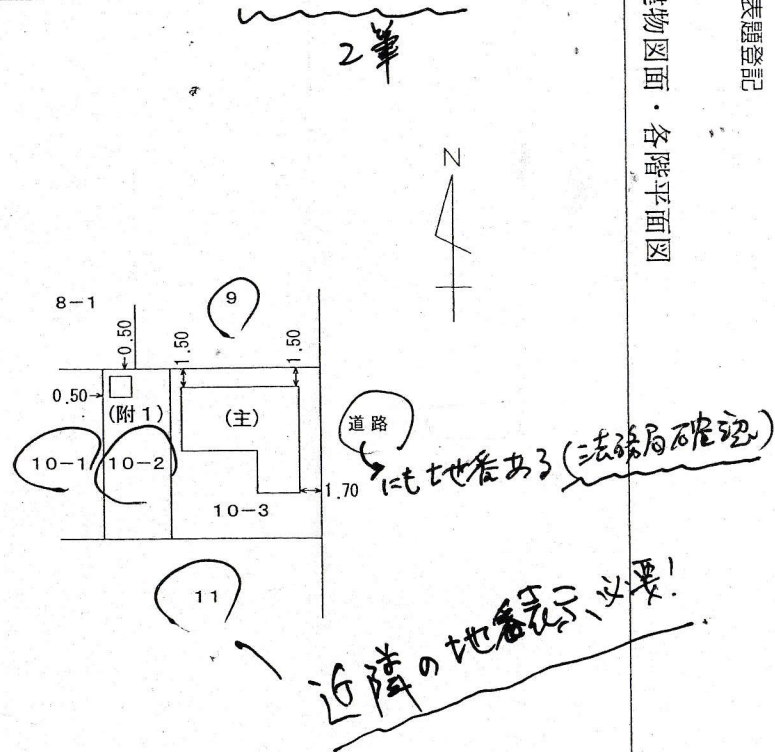 表題登記
建物図面・各階平面図
2筆
N
8-1
9
0.50
1.50
1.50
0.50
(附1)
(主)
道路
にも地番ある(法務局確認)
10-1
10-2
10-3
1.70
11
近隣の地番表示必要!